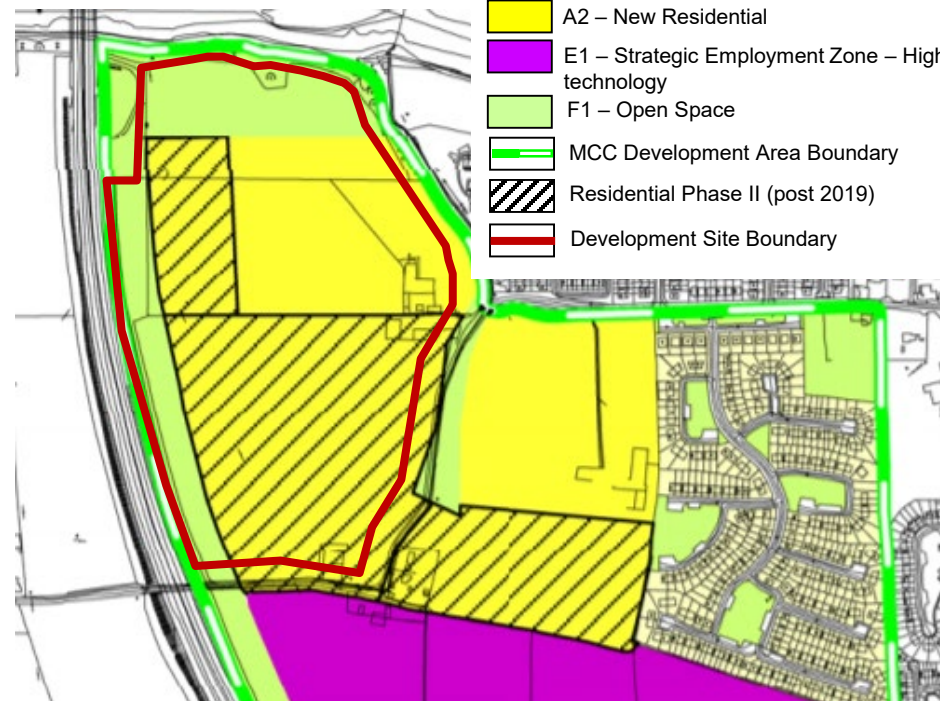 A2 – New Residential
E1 – Strategic Employment Zone – High
technology
F1 – Open Space
MCC Development Area Boundary
Residential Phase II (post 2019)
Development Site Boundary